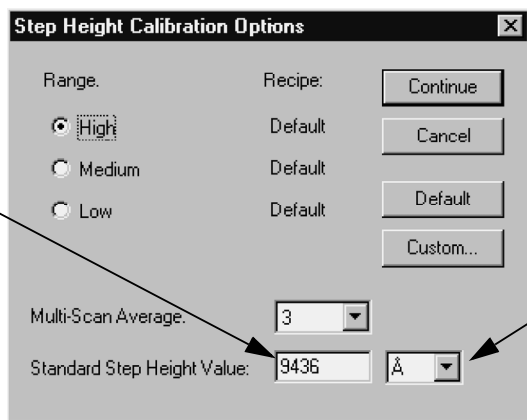 Step Height Calibration Options
Range. Recipe: Continue
High Default
Cancel
Medium Default
Low Default Default
Custom...
Multi-Scan Average. 3
Standard Step Height Value: 9436 Å